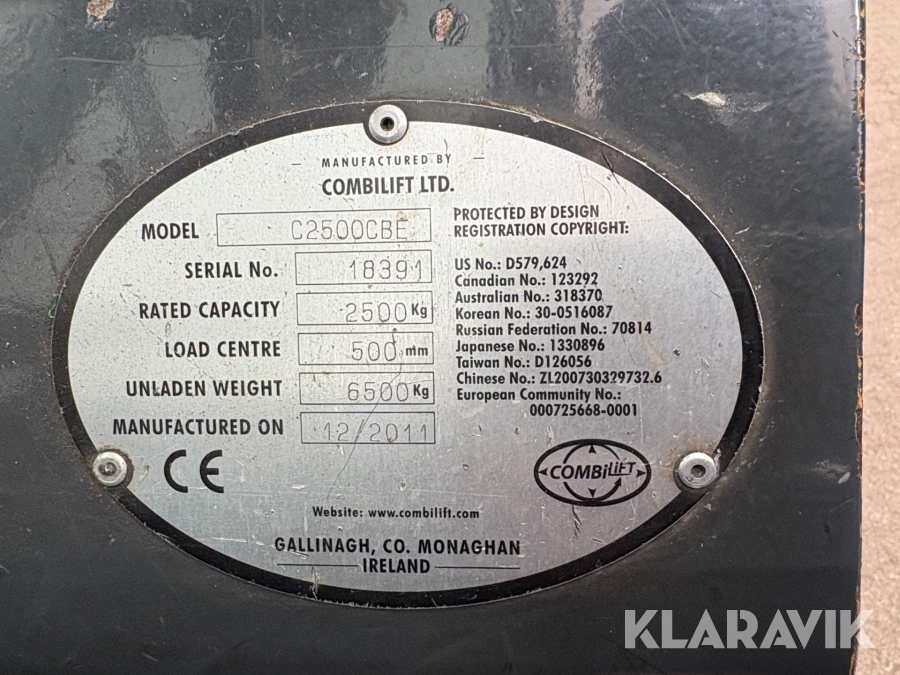 MANUFACTURED BY
COMBILIFT LTD.
MODEL C2500CBE
SERIAL No. 18391
RATED CAPACITY 2500 Kg
LOAD CENTRE 500 mm
UNLADEN WEIGHT 6500 Kg
MANUFACTURED ON 12/2011
CE
PROTECTED BY DESIGN
REGISTRATION COPYRIGHT:
US No.: D579,624
Canadian No.: 123292
Australian No.: 318370
Korean No.: 30-0516087
Russian Federation No.: 70814
Japanese No.: 1330896
Taiwan No.: D126056
Chinese No.: ZL200730329732.6
European Community No.:
000725668-0001
COMBILIFT
Website: www.combilift.com
GALLINAGH, CO. MONAGHAN
IRELAND
KLARAVIK